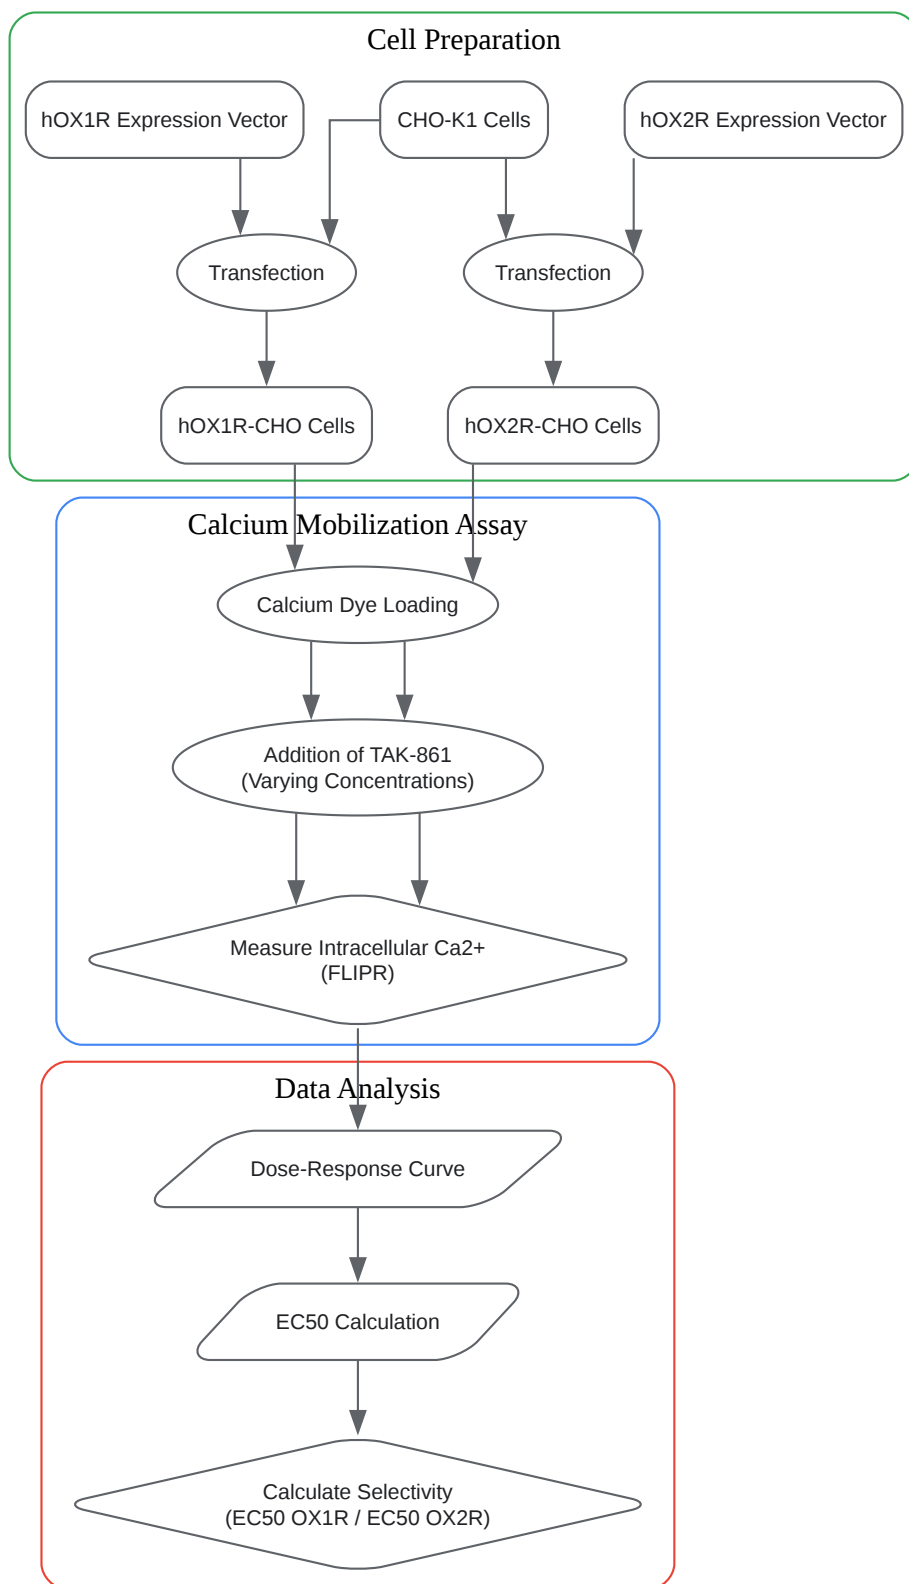 Cell Preparation
hOX1R Expression Vector
CHO-K1 Cells
hOX2R Expression Vector
Transfection
Transfection
hOX1R-CHO Cells
hOX2R-CHO Cells
Calcium Mobilization Assay
Calcium Dye Loading
Addition of TAK-861
(Varying Concentrations)
Measure Intracellular Ca2+
(FLIPR)
Data Analysis
Dose-Response Curve
EC50 Calculation
Calculate Selectivity
(EC50 OX1R / EC50 OX2R)